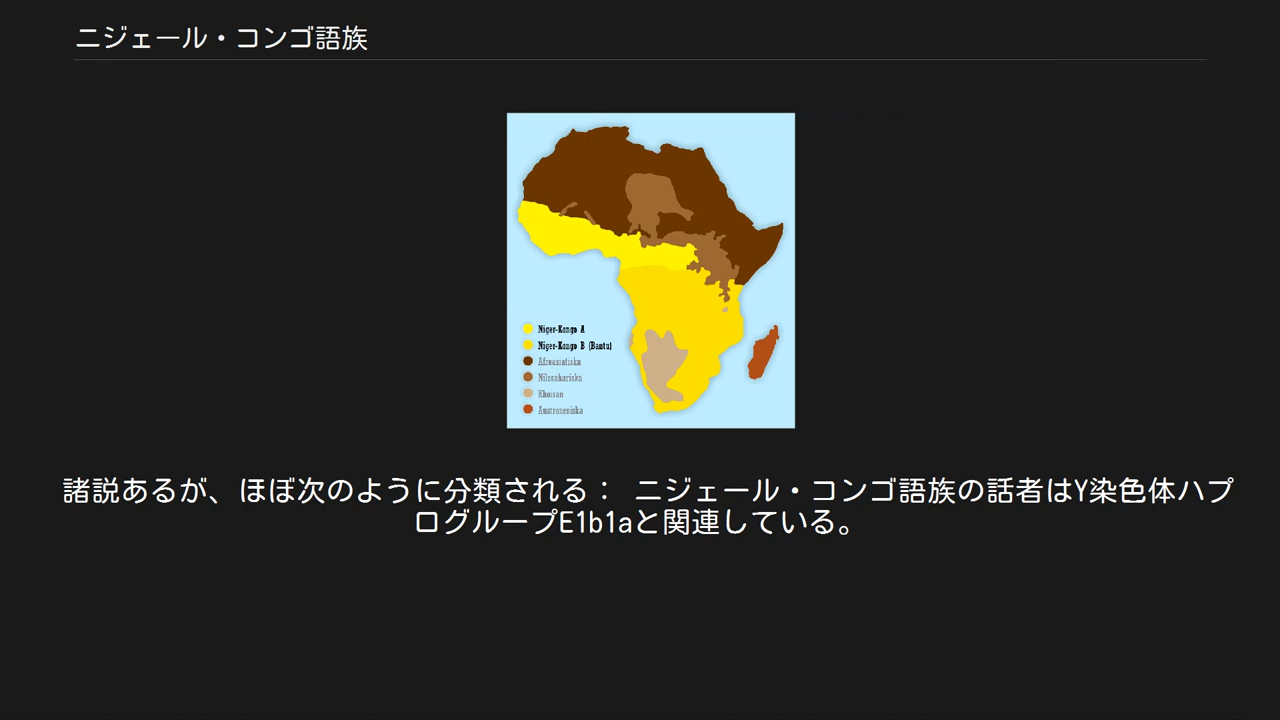 ニジェール・コンゴ語族
Niger-Kongo A
Niger-Kongo B (Bantu)
Afroasiatiska
Nilosahariska
Khoisan
Austronesiska
諸説あるが、ほぼ次のように分類される： ニジェール・コンゴ語族の話者はY染色体ハプ
ログループE1b1aと関連している。